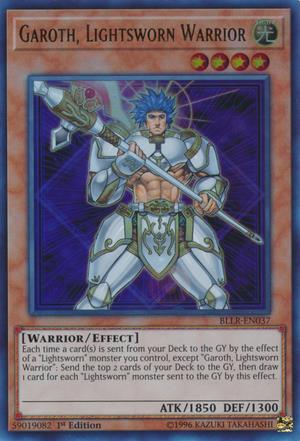 GAROTH, LIGHTSWORN WARRIOR
LIGHT
光
BLLR-EN037
[WARRIOR/EFFECT]
Each time a card(s) is sent from your Deck to the GY by the effect
of a "Lightsworn" monster you control, except "Garoth, Lightsworn
Warrior": Send the top 2 cards of your Deck to the GY, then draw
1 card for each "Lightsworn" monster sent to the GY by this effect.
ATK/1850 DEF/1300
59019082 1st Edition ©1996 KAZUKI TAKAHASHI